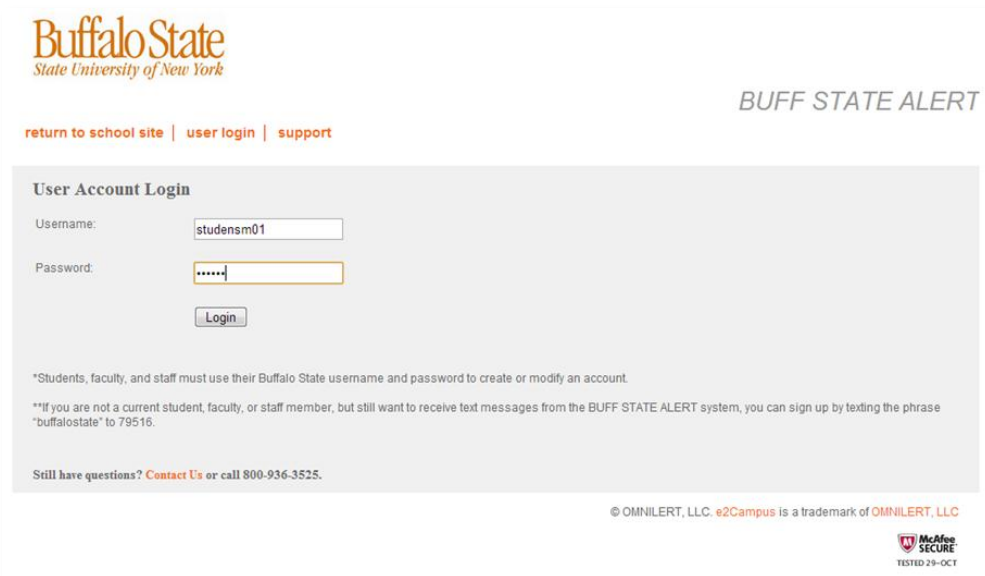 Buffalo State
State University of New York
BUFF STATE ALERT
return to school site | user login | support
User Account Login
Username:
studensm01
Password:
••••••
Login
*Students, faculty, and staff must use their Buffalo State username and password to create or modify an account.
**If you are not a current student, faculty, or staff member, but still want to receive text messages from the BUFF STATE ALERT system, you can sign up by texting the phrase
"buffalostate" to 79516.
Still have questions? Contact Us or call 800-936-3525.
© OMNILERT, LLC. e2Campus is a trademark of OMNILERT, LLC
McAfee
SECURE
TESTED 29-OCT